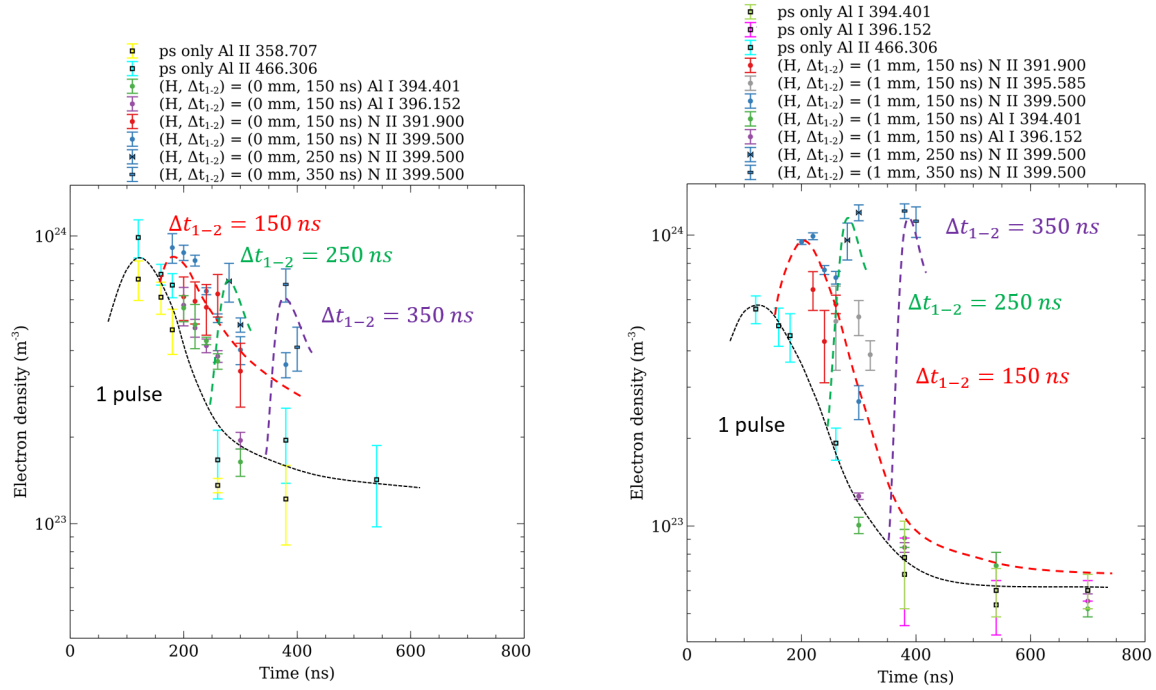 ps only Al II 358.707
ps only Al II 466.306
(H, Δt₁₋₂) = (0 mm, 150 ns) Al I 394.401
(H, Δt₁₋₂) = (0 mm, 150 ns) Al I 396.152
(H, Δt₁₋₂) = (0 mm, 150 ns) N II 391.900
(H, Δt₁₋₂) = (0 mm, 150 ns) N II 399.500
(H, Δt₁₋₂) = (0 mm, 250 ns) N II 399.500
(H, Δt₁₋₂) = (0 mm, 350 ns) N II 399.500
10²⁴
10²³
Electron density (m⁻³)
Δt₁₋₂ = 150 ns
Δt₁₋₂ = 250 ns
Δt₁₋₂ = 350 ns
1 pulse
0 200 400 600 800
Time (ns)
ps only Al I 394.401
ps only Al I 396.152
ps only Al II 466.306
(H, Δt₁₋₂) = (1 mm, 150 ns) N II 391.900
(H, Δt₁₋₂) = (1 mm, 150 ns) N II 395.585
(H, Δt₁₋₂) = (1 mm, 150 ns) N II 399.500
(H, Δt₁₋₂) = (1 mm, 150 ns) Al I 394.401
(H, Δt₁₋₂) = (1 mm, 150 ns) Al I 396.152
(H, Δt₁₋₂) = (1 mm, 250 ns) N II 399.500
(H, Δt₁₋₂) = (1 mm, 350 ns) N II 399.500
10²⁴
10²³
Electron density (m⁻³)
Δt₁₋₂ = 350 ns
Δt₁₋₂ = 250 ns
Δt₁₋₂ = 150 ns
1 pulse
0 200 400 600 800
Time (ns)